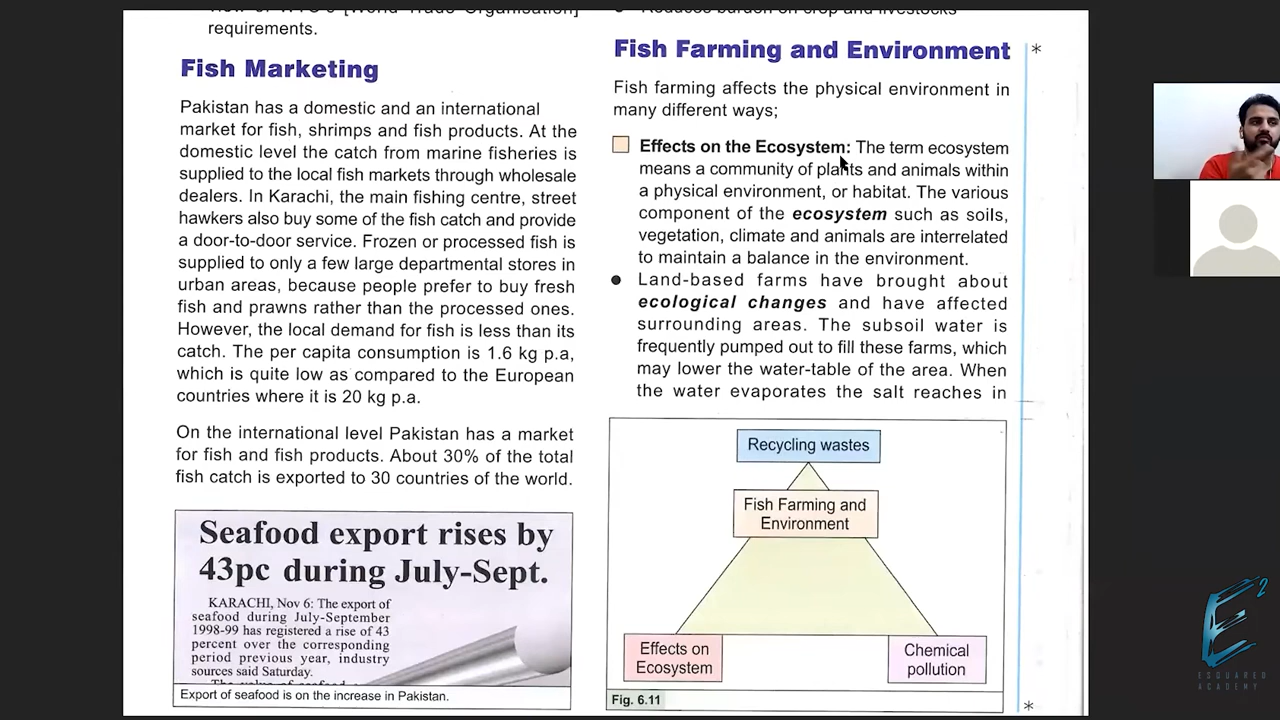 requirements.
Fish Marketing
Pakistan has a domestic and an international
market for fish, shrimps and fish products. At the
domestic level the catch from marine fisheries is
supplied to the local fish markets through wholesale
dealers. In Karachi, the main fishing centre, street
hawkers also buy some of the fish catch and provide
a door-to-door service. Frozen or processed fish is
supplied to only a few large departmental stores in
urban areas, because people prefer to buy fresh
fish and prawns rather than the processed ones.
However, the local demand for fish is less than its
catch. The per capita consumption is 1.6 kg p.a,
which is quite low as compared to the European
countries where it is 20 kg p.a.
On the international level Pakistan has a market
for fish and fish products. About 30% of the total
fish catch is exported to 30 countries of the world.
Seafood export rises by
43pc during July-Sept.
KARACHI, Nov 6: The export of
seafood during July-September
1998-99 has registered a rise of 43
percent over the corresponding
period previous year, industry
sources said Saturday.
Export of seafood is on the increase in Pakistan.
Reduces burden on crop and livestocks
Fish Farming and Environment *
Fish farming affects the physical environment in
many different ways;
Effects on the Ecosystem: The term ecosystem
means a community of plants and animals within
a physical environment, or habitat. The various
component of the ecosystem such as soils,
vegetation, climate and animals are interrelated
to maintain a balance in the environment.
● Land-based farms have brought about
ecological changes and have affected
surrounding areas. The subsoil water is
frequently pumped out to fill these farms, which
may lower the water-table of the area. When
the water evaporates the salt reaches in
Recycling wastes
Fish Farming and
Environment
Effects on
Ecosystem
Chemical
pollution
Fig. 6.11
*
E2
ESQUARED
ACADEMY